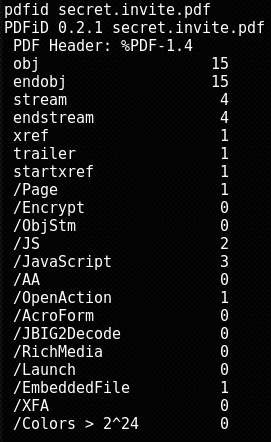 pdfid secret.invite.pdf
PDFiD 0.2.1 secret.invite.pdf
PDF Header: %PDF-1.4
obj 15
endobj 15
stream 4
endstream 4
xref 1
trailer 1
startxref 1
/Page 1
/Encrypt 0
/ObjStm 0
/JS 2
/JavaScript 3
/AA 0
/OpenAction 1
/AcroForm 0
/JBIG2Decode 0
/RichMedia 0
/Launch 0
/EmbeddedFile 1
/XFA 0
/Colors > 2^24 0